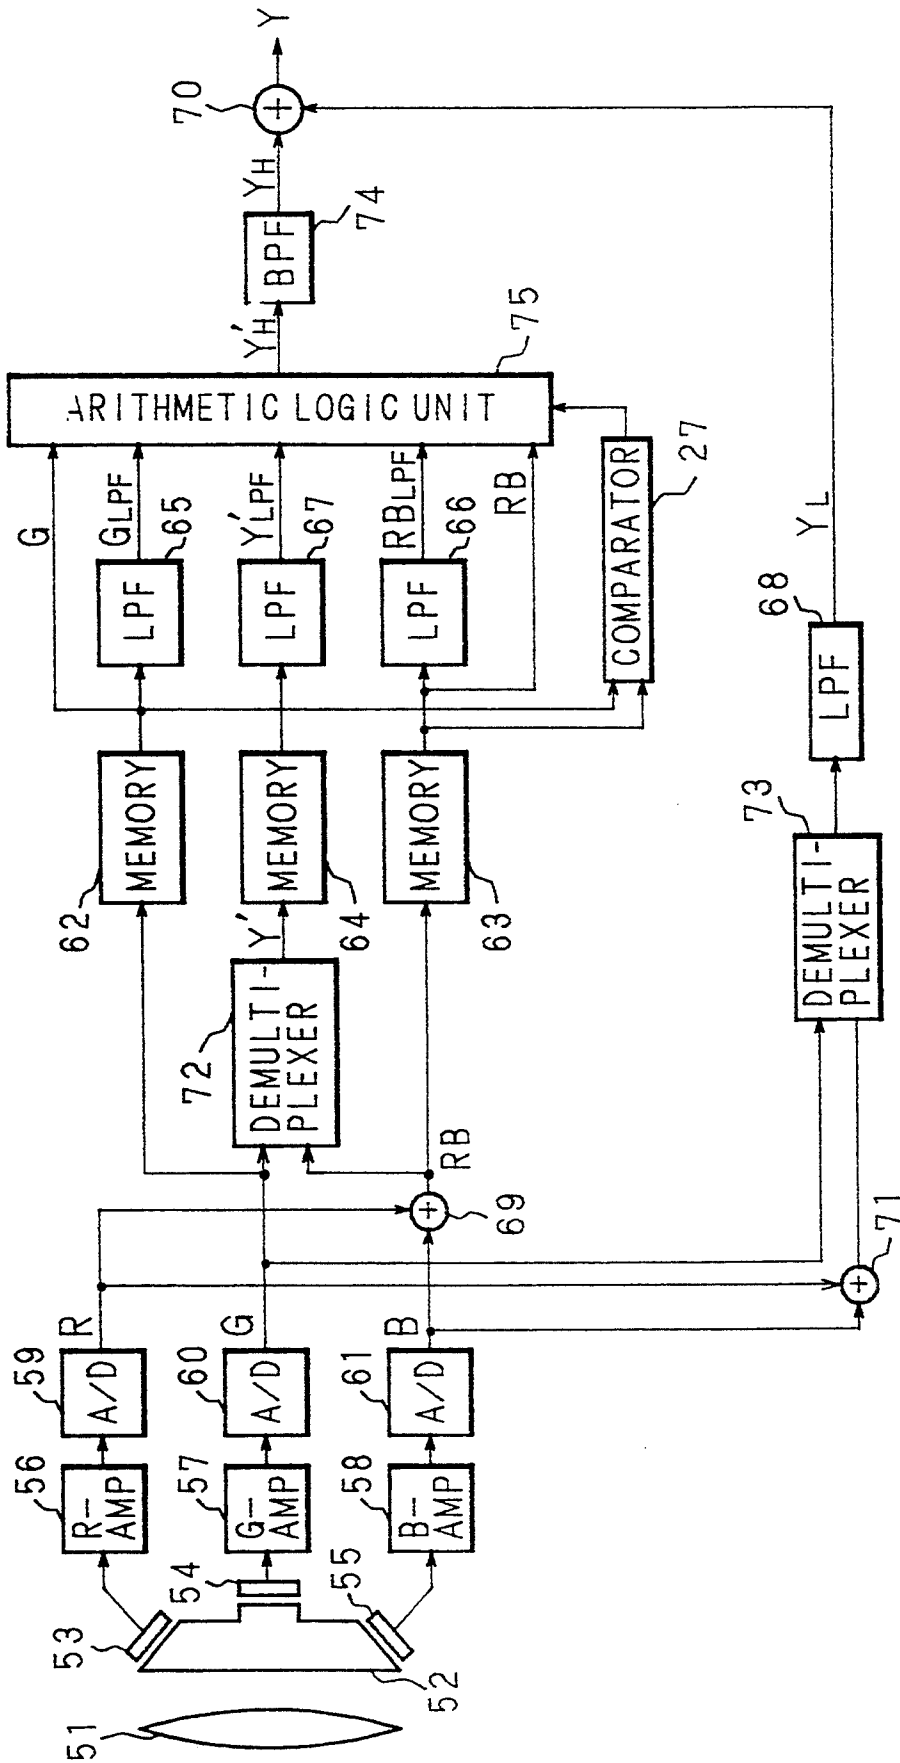 51
52
53
54
55
56
R-
AMP
57
G-
AMP
58
B-
AMP
59
A/D
R
60
A/D
G
61
A/D
B
69
RB
71
72
DEMULTI-
PLEXER
Y'
62
MEMORY
64
MEMORY
63
MEMORY
73
DEMULTI-
PLEXER
68
LPF
YL
G
LPF
65
GLPF
LPF
67
Y'LPF
LPF
66
RBLPF
RB
COMPARATOR
27
ARITHMETIC LOGIC UNIT
75
Y'H
BPF
74
YH
70
Y